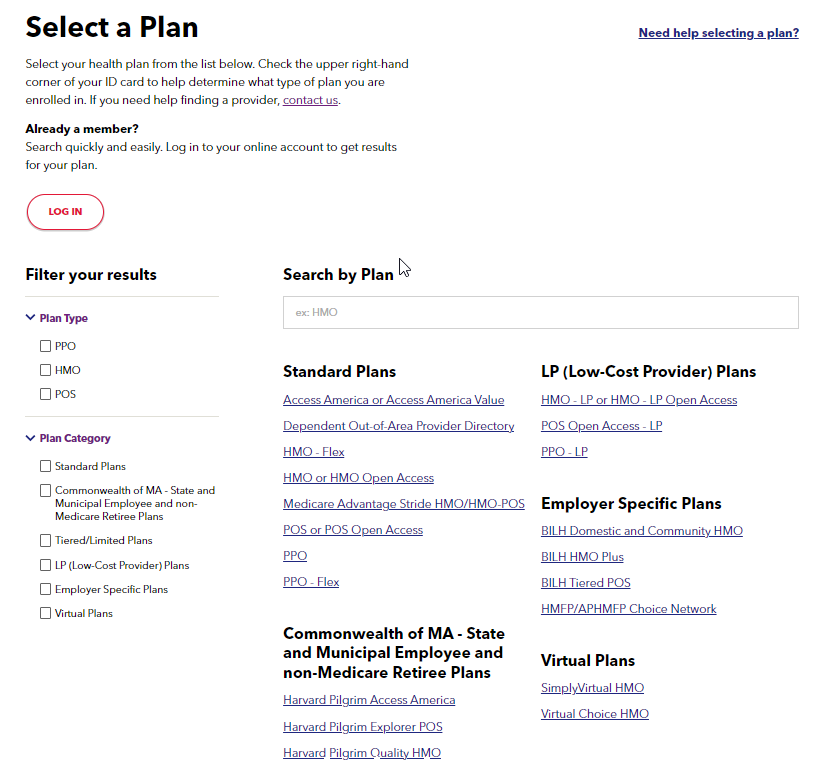 Select a Plan
Need help selecting a plan?
Select your health plan from the list below. Check the upper right-hand
corner of your ID card to help determine what type of plan you are
enrolled in. If you need help finding a provider, contact us.
Already a member?
Search quickly and easily. Log in to your online account to get results
for your plan.
LOG IN
Filter your results
Plan Type
PPO
HMO
POS
Plan Category
Standard Plans
Commonwealth of MA - State and
Municipal Employee and non-
Medicare Retiree Plans
Tiered/Limited Plans
LP (Low-Cost Provider) Plans
Employer Specific Plans
Virtual Plans
Search by Plan
ex: HMO
Standard Plans
Access America or Access America Value
Dependent Out-of-Area Provider Directory
HMO - Flex
HMO or HMO Open Access
Medicare Advantage Stride HMO/HMO-POS
POS or POS Open Access
PPO
PPO - Flex
Commonwealth of MA - State
and Municipal Employee and
non-Medicare Retiree Plans
Harvard Pilgrim Access America
Harvard Pilgrim Explorer POS
Harvard Pilgrim Quality HMO
LP (Low-Cost Provider) Plans
HMO - LP or HMO - LP Open Access
POS Open Access - LP
PPO - LP
Employer Specific Plans
BILH Domestic and Community HMO
BILH HMO Plus
BILH Tiered POS
HMFP/APHMFP Choice Network
Virtual Plans
SimplyVirtual HMO
Virtual Choice HMO